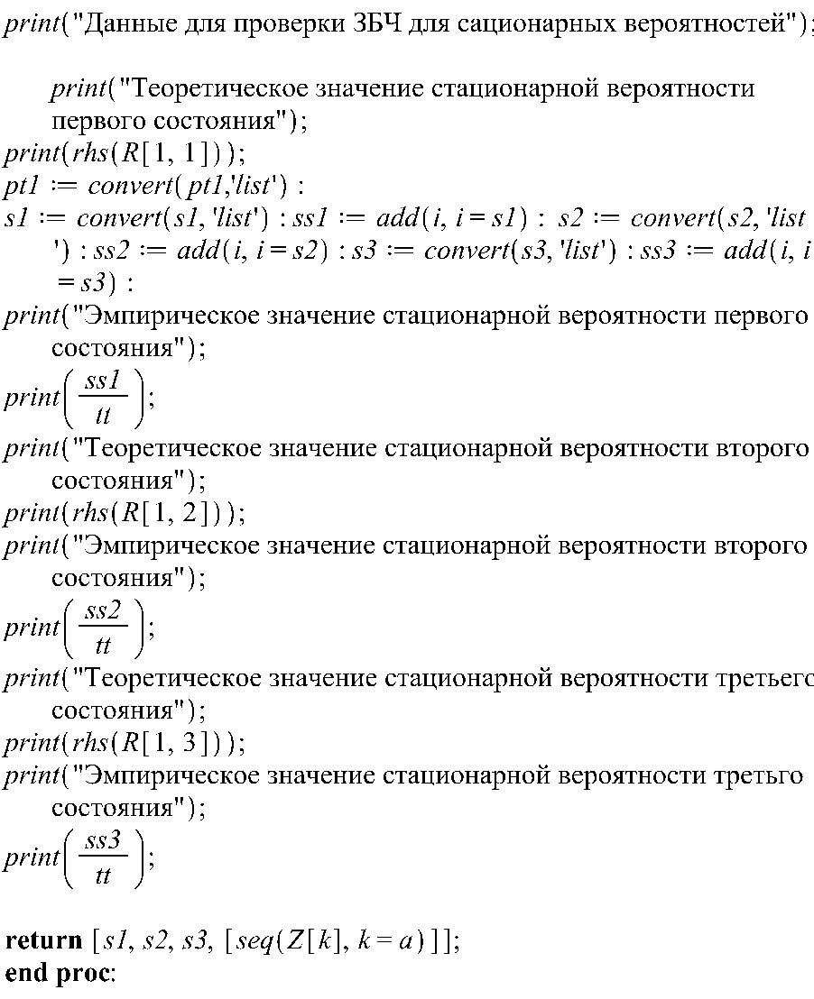 print("Данные для проверки ЗБЧ для сационарных вероятностей");
print("Теоретическое значение стационарной вероятности
первого состояния");
print(rhs(R[1, 1]));
pt1 := convert(pt1,'list') :
s1 := convert(s1, 'list') : ss1 := add(i, i = s1) : s2 := convert(s2, 'list
') : ss2 := add(i, i = s2) : s3 := convert(s3, 'list') : ss3 := add(i, i
= s3) :
print("Эмпирическое значение стационарной вероятности первого
состояния");
print(ss1/tt);
print("Теоретическое значение стационарной вероятности второго
состояния");
print(rhs(R[1, 2]));
print("Эмпирическое значение стационарной вероятности второго
состояния");
print(ss2/tt);
print("Теоретическое значение стационарной вероятности третьего
состояния");
print(rhs(R[1, 3]));
print("Эмпирическое значение стационарной вероятности третьго
состояния");
print(ss3/tt);
return [s1, s2, s3, [seq(Z[k], k = a)]];
end proc: